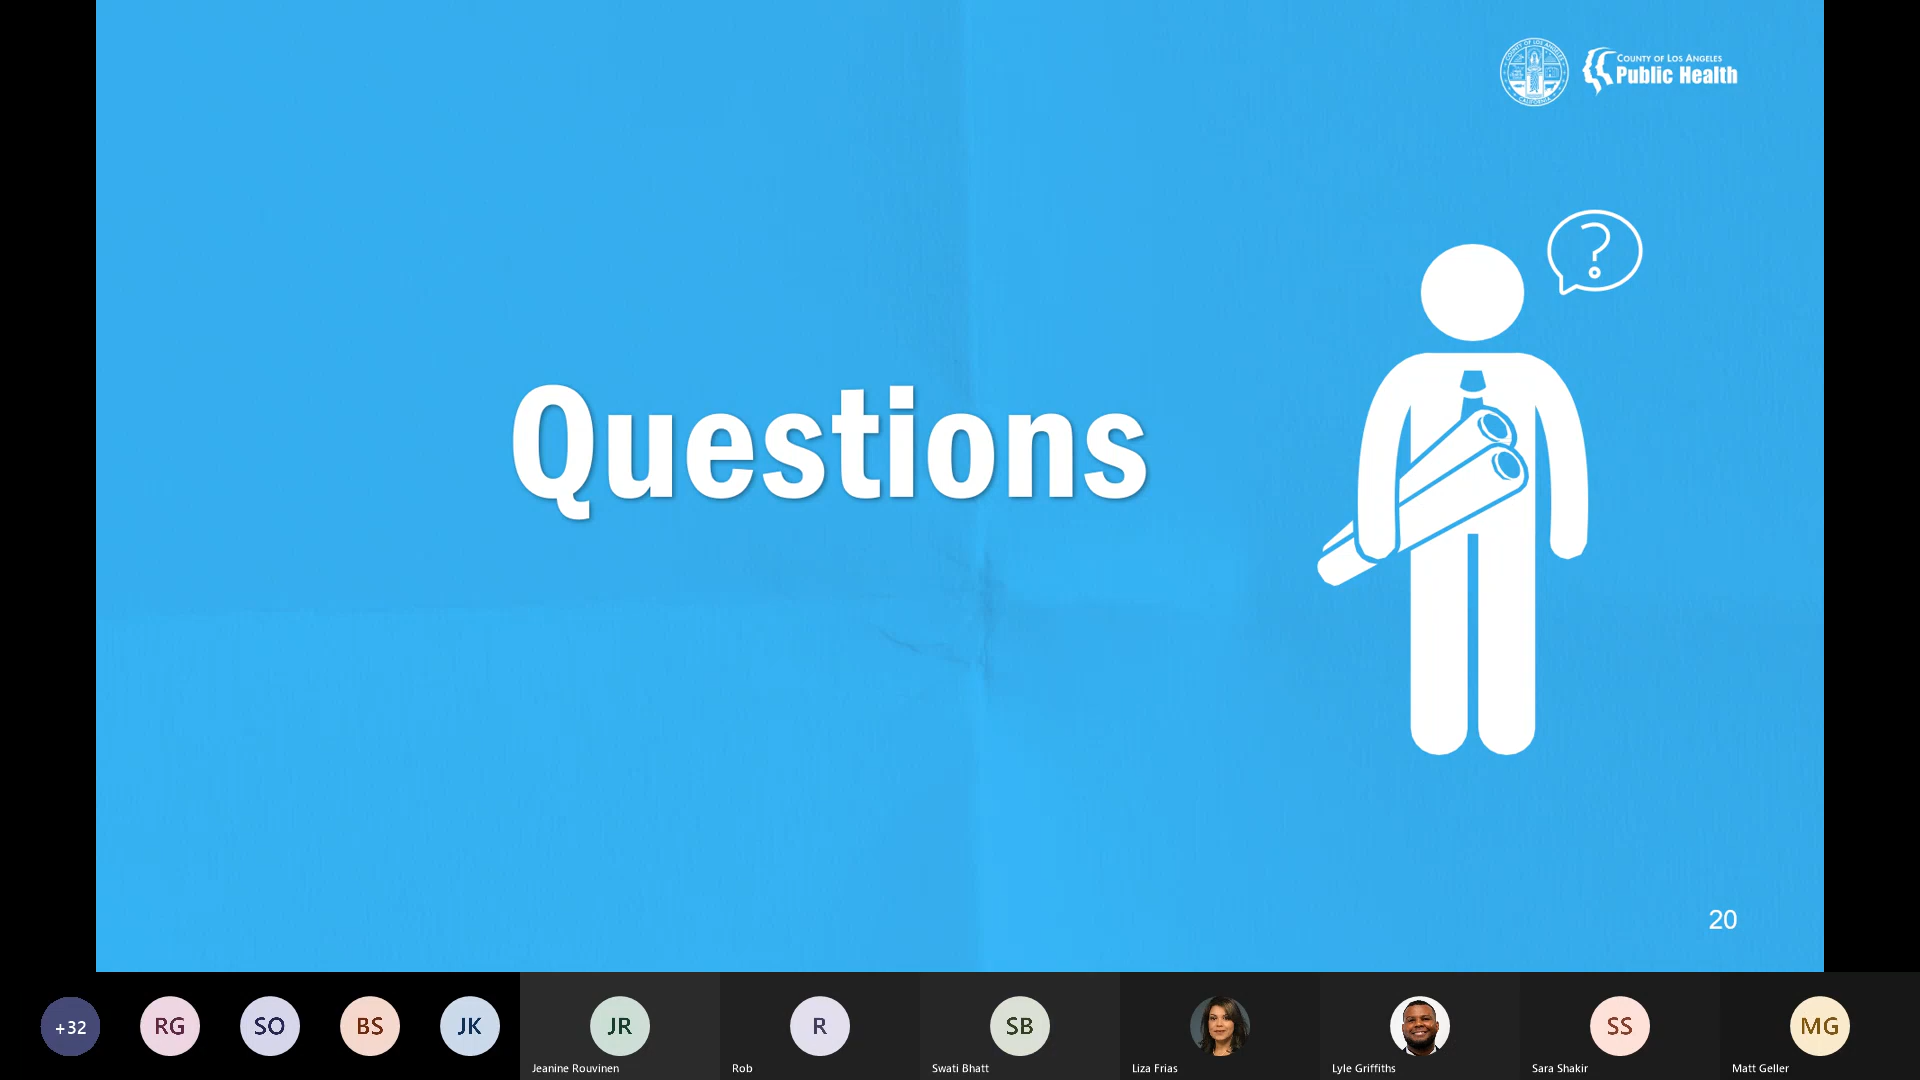 COUNTY OF LOS ANGELES
Public Health
?
Questions
20
+32
RG
SO
BS
JK
JR
R
SB
SS
MG
Jeanine Rouvinen
Rob
Swati Bhatt
Liza Frias
Lyle Griffiths
Sara Shakir
Matt Geller